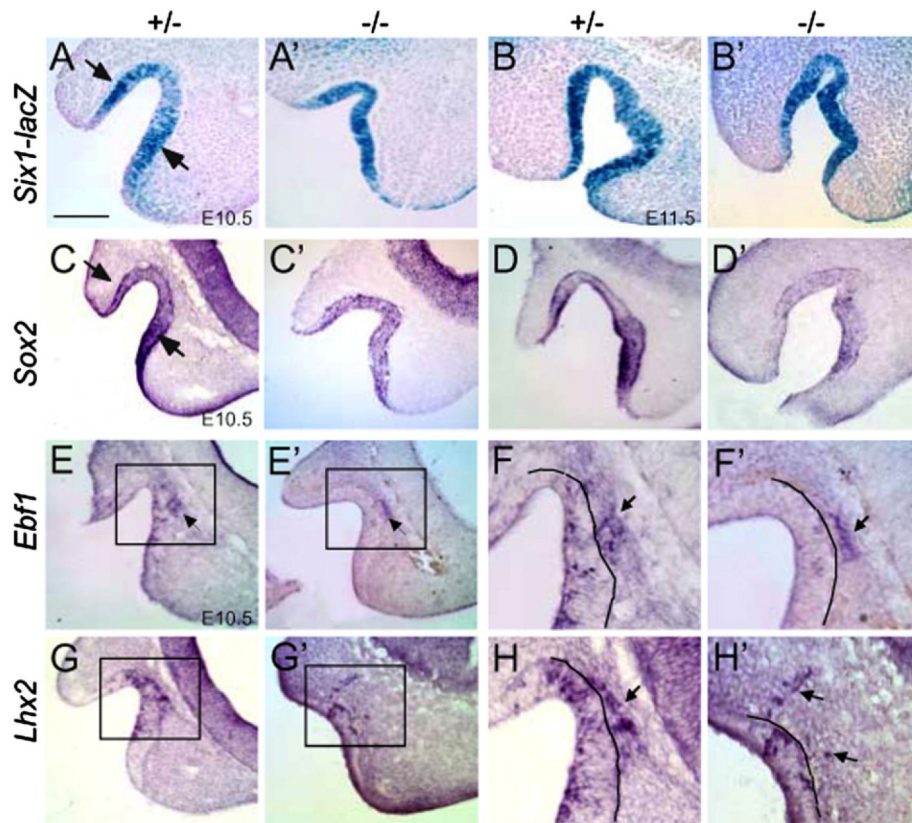 +/- -/- +/- -/-
Six1-lacZ
A A' B B'
E10.5 E11.5
Sox2
C C' D D'
E10.5
Ebf1
E E' F F'
E10.5
Lhx2
G G' H H'